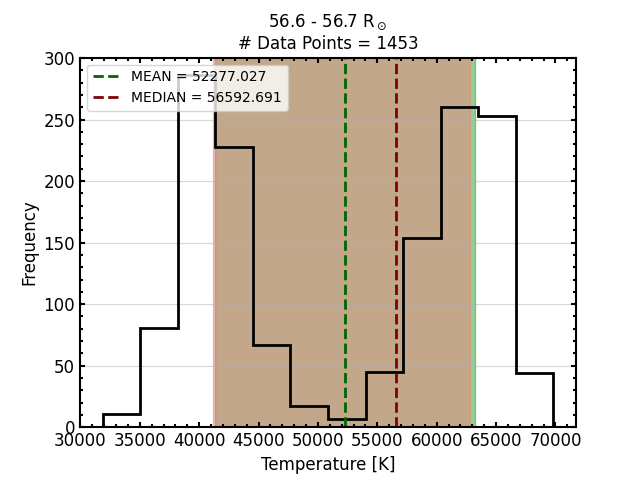 56.6 - 56.7 R⊙
# Data Points = 1453
MEAN = 52277.027
MEDIAN = 56592.691
Frequency
300
250
200
150
100
50
0
30000 35000 40000 45000 50000 55000 60000 65000 70000
Temperature [K]